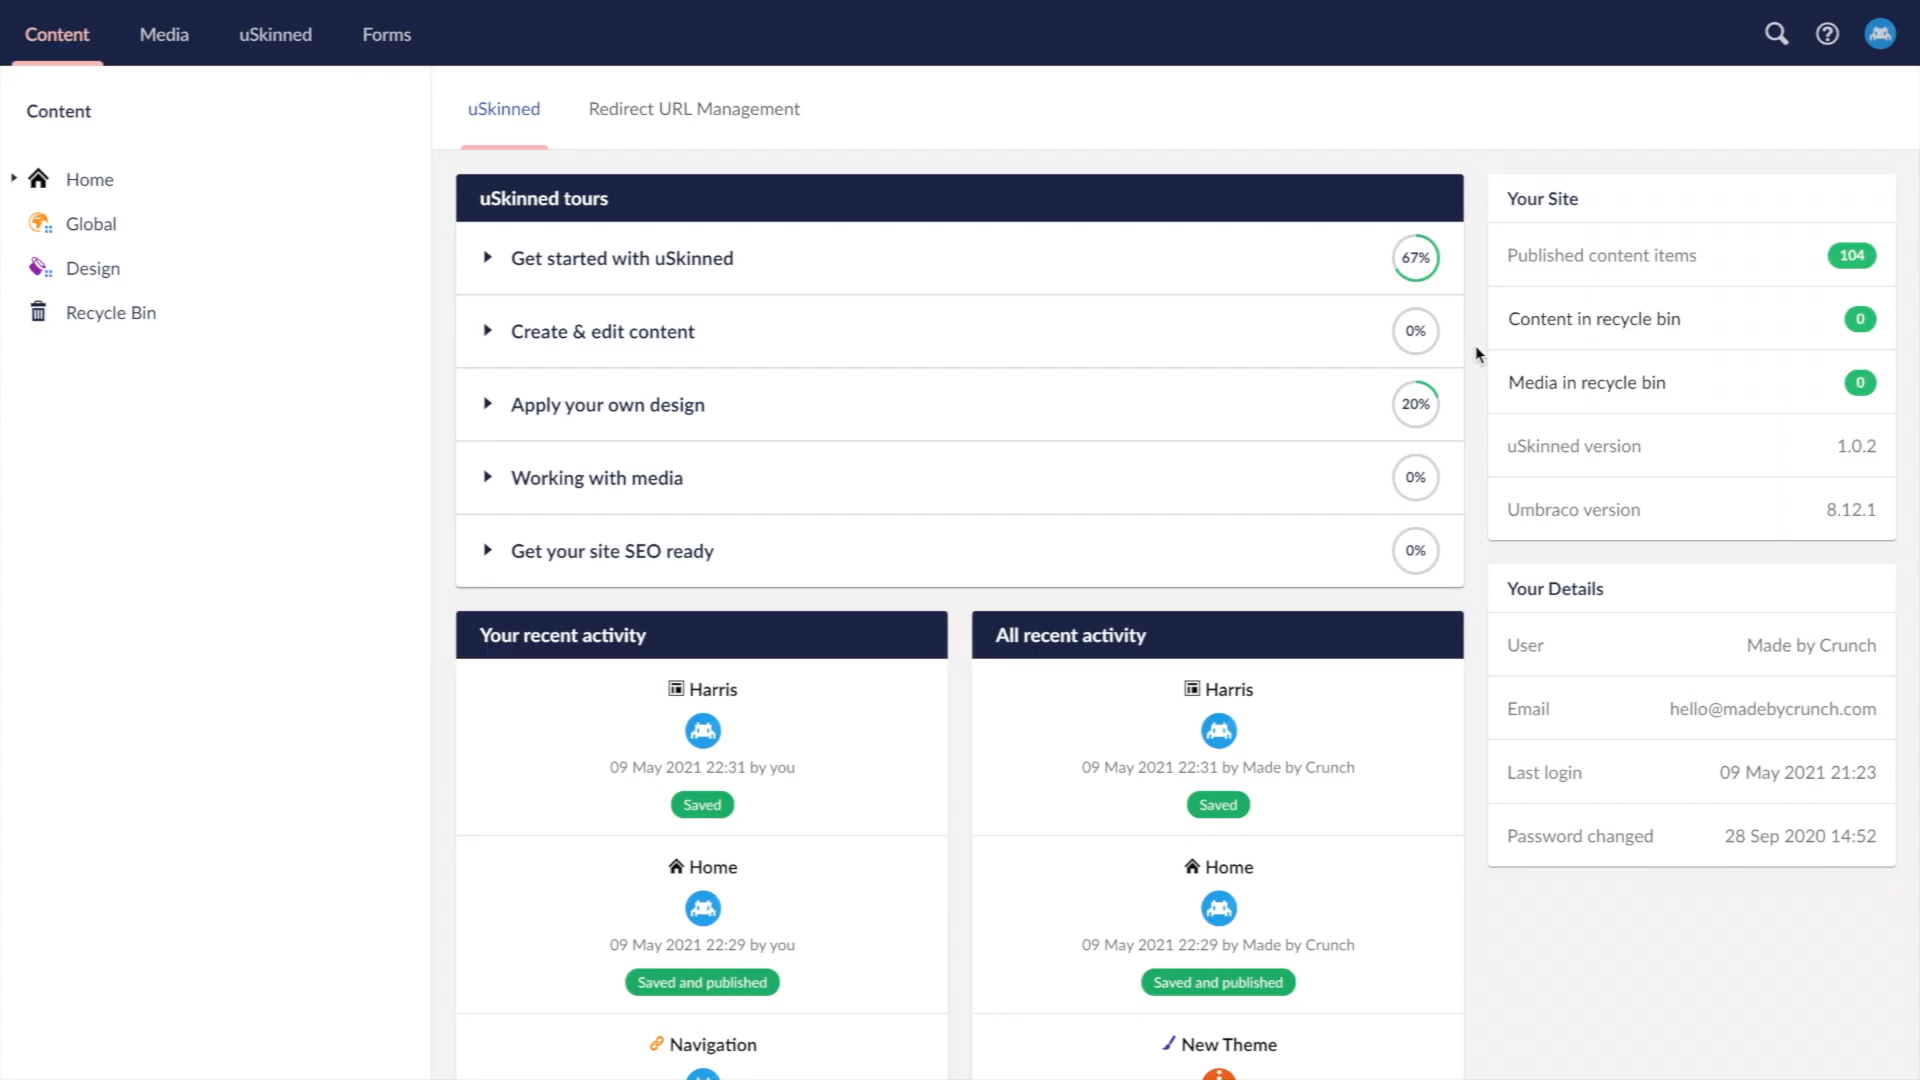 Content
Media
uSkinned
Forms
Content
Home
Global
Design
Recycle Bin
uSkinned
Redirect URL Management
uSkinned tours
Get started with uSkinned
67%
Create & edit content
0%
Apply your own design
20%
Working with media
0%
Get your site SEO ready
0%
Your recent activity
Harris
09 May 2021 22:31 by you
Saved
Home
09 May 2021 22:29 by you
Saved and published
Navigation
All recent activity
Harris
09 May 2021 22:31 by Made by Crunch
Saved
Home
09 May 2021 22:29 by Made by Crunch
Saved and published
New Theme
Your Site
Published content items 104
Content in recycle bin 0
Media in recycle bin 0
uSkinned version 1.0.2
Umbraco version 8.12.1
Your Details
User Made by Crunch
Email hello@madebycrunch.com
Last login 09 May 2021 21:23
Password changed 28 Sep 2020 14:52